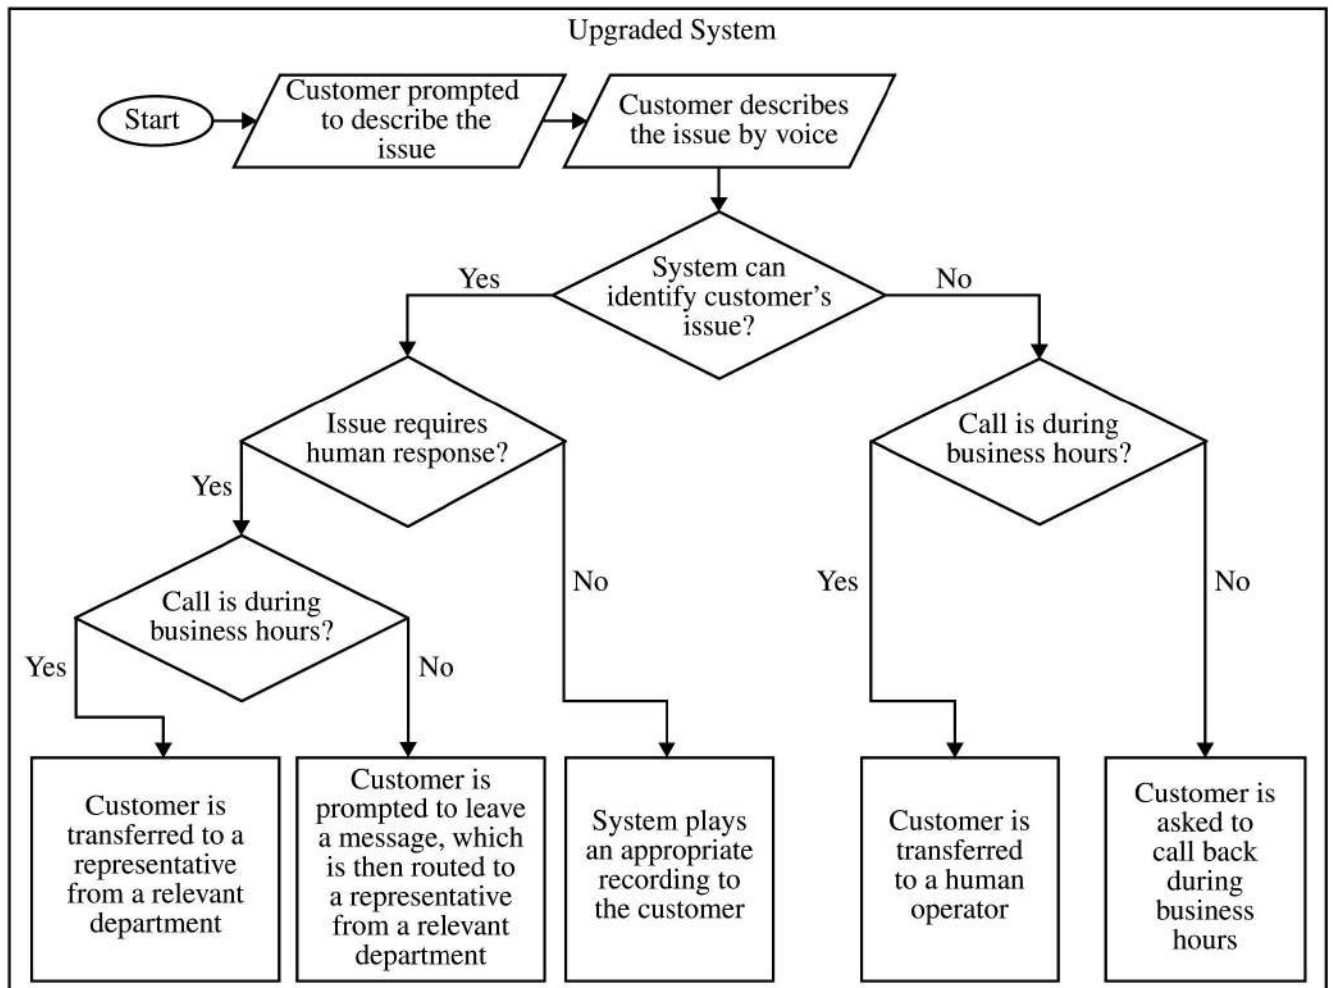 Upgraded System
Start
Customer prompted
to describe the
issue
Customer describes
the issue by voice
System can
identify customer’s
issue?
Yes
No
Issue requires
human response?
Call is during
business hours?
Yes
No
Yes
No
Call is during
business hours?
Yes
No
Customer is
transferred to a
representative
from a relevant
department
Customer is
prompted to leave
a message, which
is then routed to
a representative
from a relevant
department
System plays
an appropriate
recording to
the customer
Customer is
transferred
to a human
operator
Customer is
asked to
call back
during
business
hours